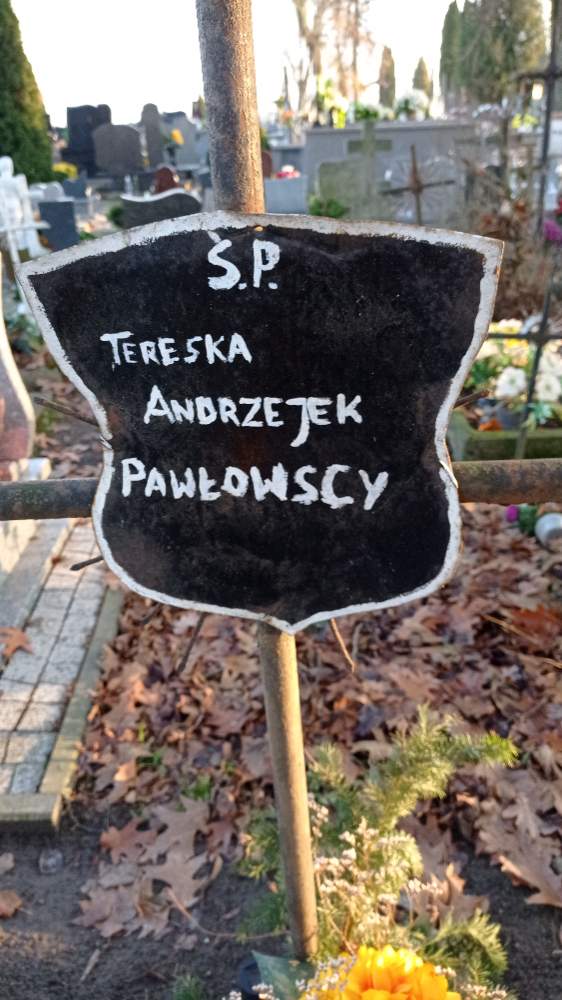 Ś.P.
TERESKA
ANDRZEJEK
PAWŁOWSCY